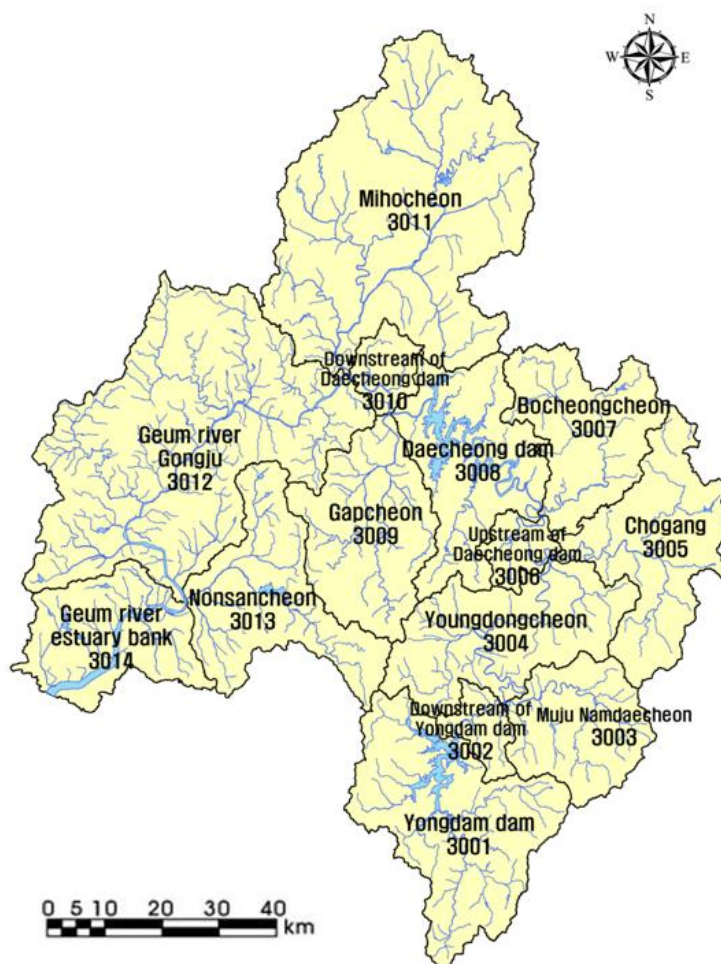 N
W E
S
Mihocheon
3011
Downstream of
Daecheong dam
3010
Bocheongcheon
3007
Geum river
Gongju
3012
Daecheong dam
3008
Gapcheon
3009
Upstream of
Daecheong dam
3006
Chogang
3005
Nonsancheon
3013
Geum river
estuary bank
3014
Youngdongcheon
3004
Downstream of
Yongdam dam
3002
Muju Namdaecheon
3003
Yongdam dam
3001
0 5 10 20 30 40
km